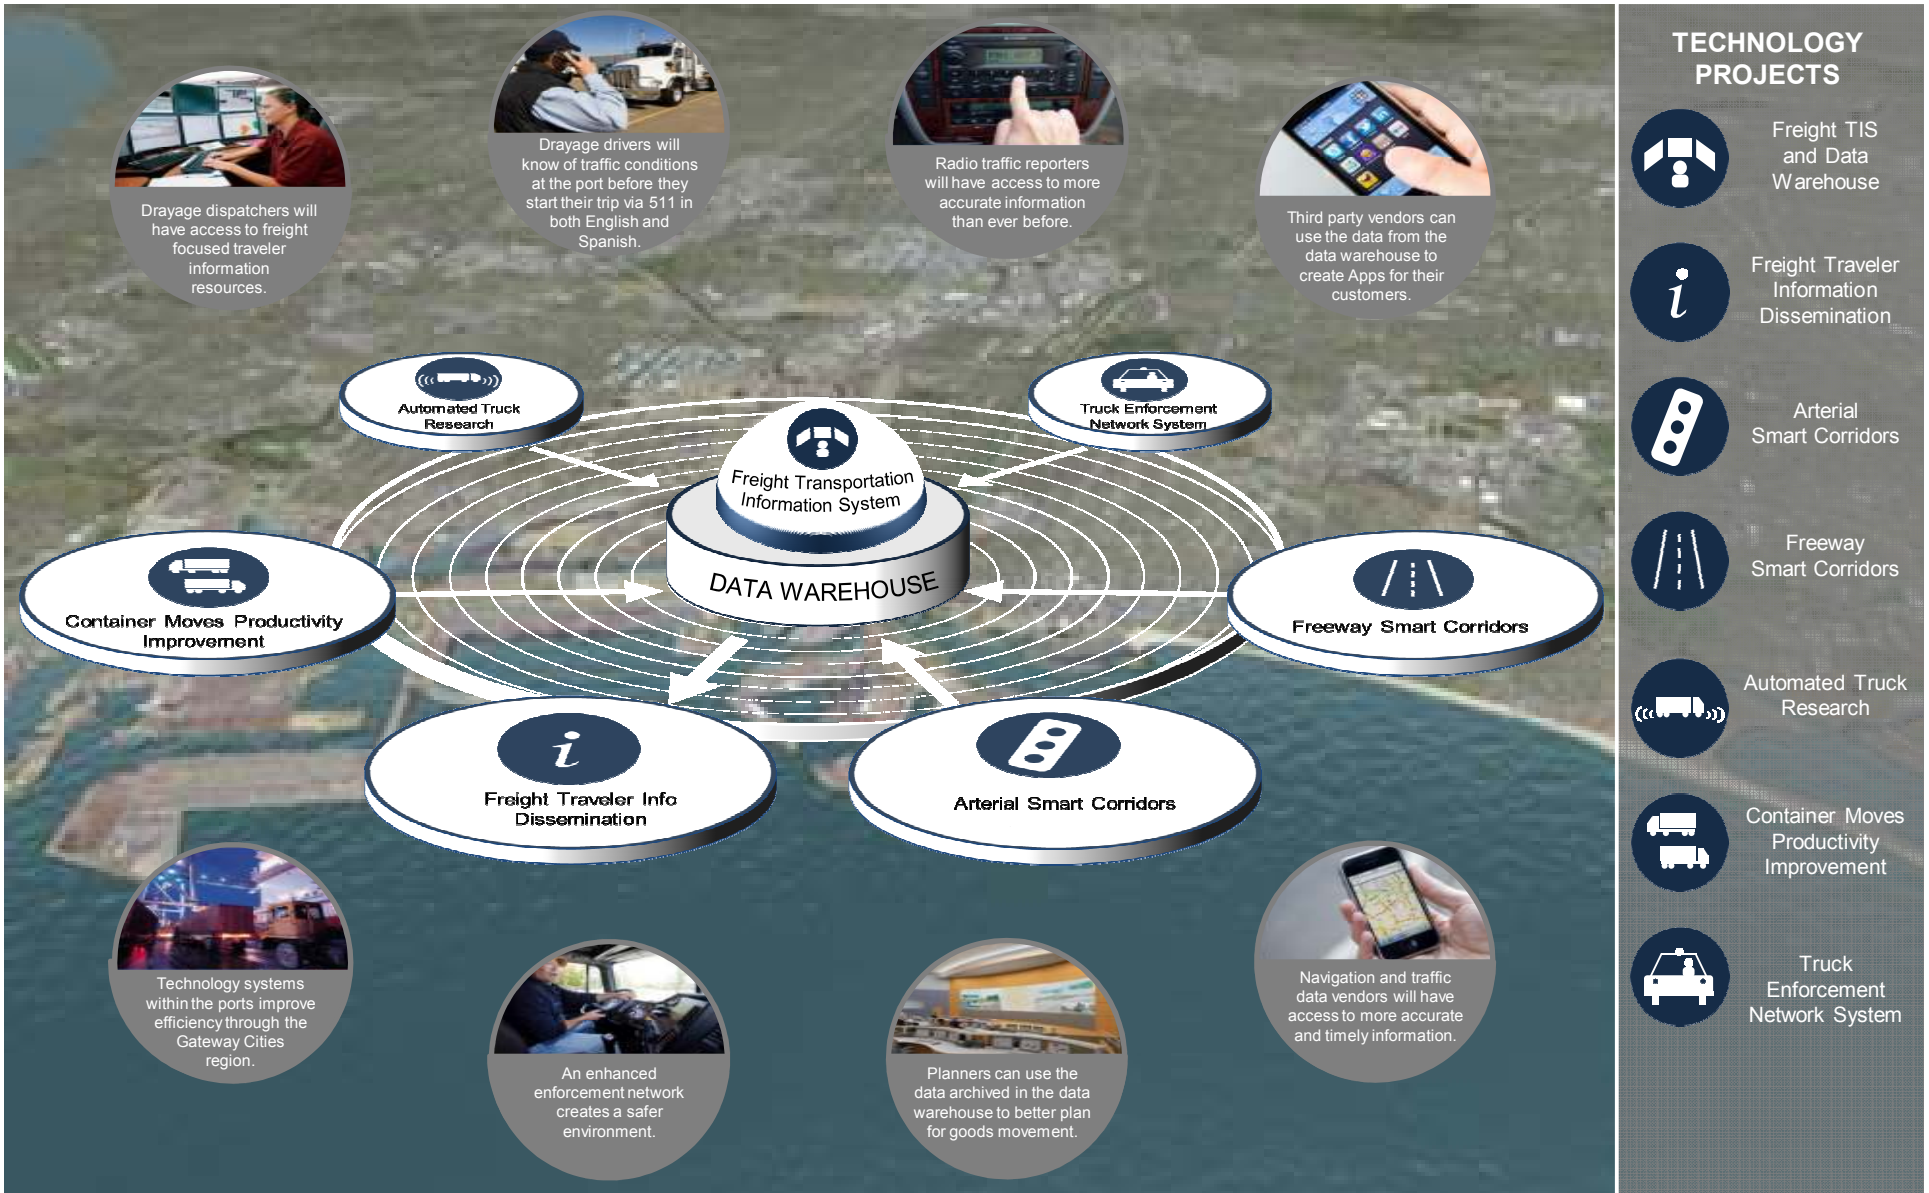 Drayage dispatchers will
have access to freight
focused traveler
information
resources.
Drayage drivers will
know of traffic conditions
at the port before they
start their trip via 511 in
both English and
Spanish.
Radio traffic reporters
will have access to more
accurate information
than ever before.
Third party vendors can
use the data from the
data warehouse to
create Apps for their
customers.
Automated Truck
Research
Truck Enforcement
Network System
Freight Transportation
Information System
DATA WAREHOUSE
Container Moves Productivity
Improvement
Freeway Smart Corridors
Freight Traveler Info
Dissemination
Arterial Smart Corridors
Technology systems
within the ports improve
efficiency through the
Gateway Cities
region.
An enhanced
enforcement network
creates a safer
environment.
Planners can use the
data archived in the data
warehouse to better plan
for goods movement.
Navigation and traffic
data vendors will have
access to more accurate
and timely information.
TECHNOLOGY
PROJECTS
Freight TIS
and Data
Warehouse
Freight Traveler
Information
Dissemination
Arterial
Smart Corridors
Freeway
Smart Corridors
Automated Truck
Research
Container Moves
Productivity
Improvement
Truck
Enforcement
Network System